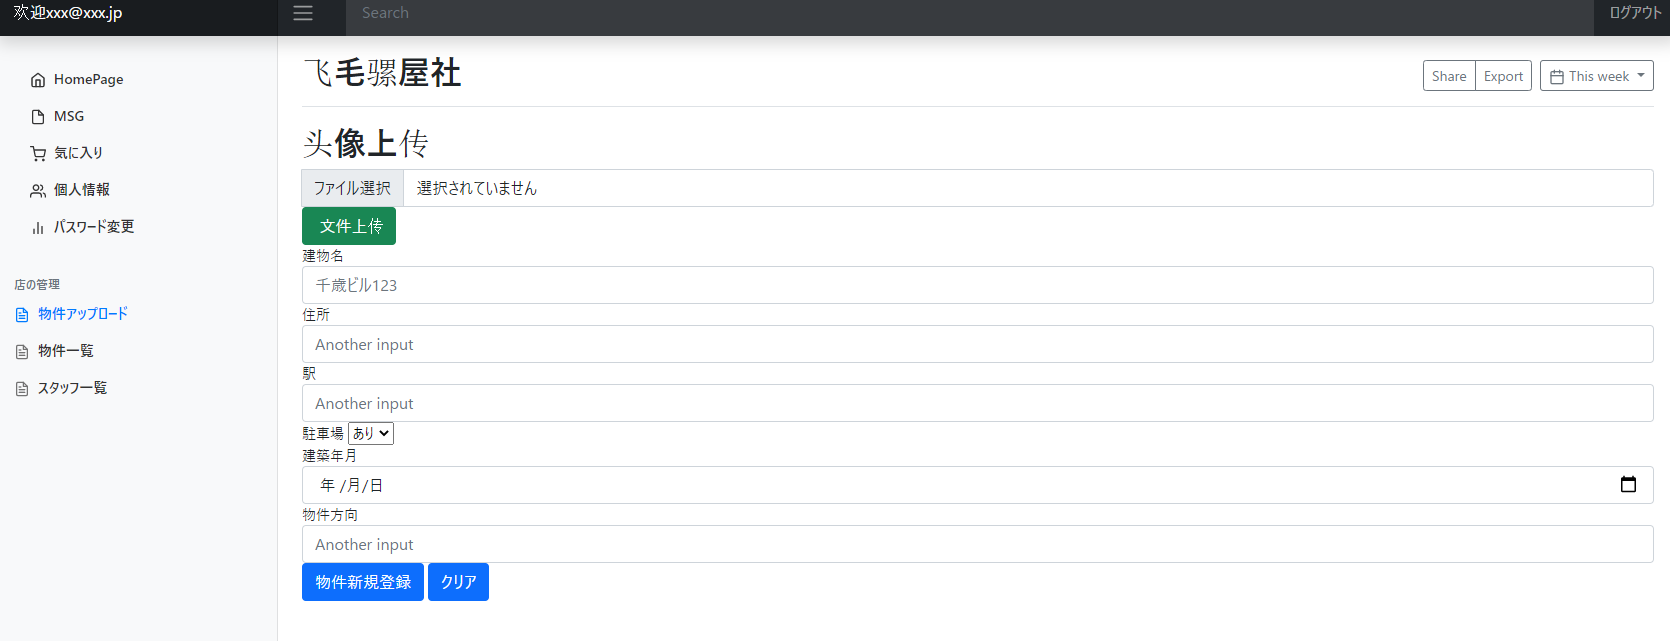 欢迎xxx@xxx.jp
Search
ログアウト
HomePage
MSG
気に入り
個人情報
パスワード変更
店の管理
物件アップロード
物件一覧
スタッフ一覧
飞毛骡屋社
Share
Export
This week
头像上传
ファイル選択 選択されていません
文件上传
建物名
千歳ビル123
住所
Another input
駅
Another input
駐車場 あり
建築年月
年 /月/日
物件方向
Another input
物件新規登録 クリア